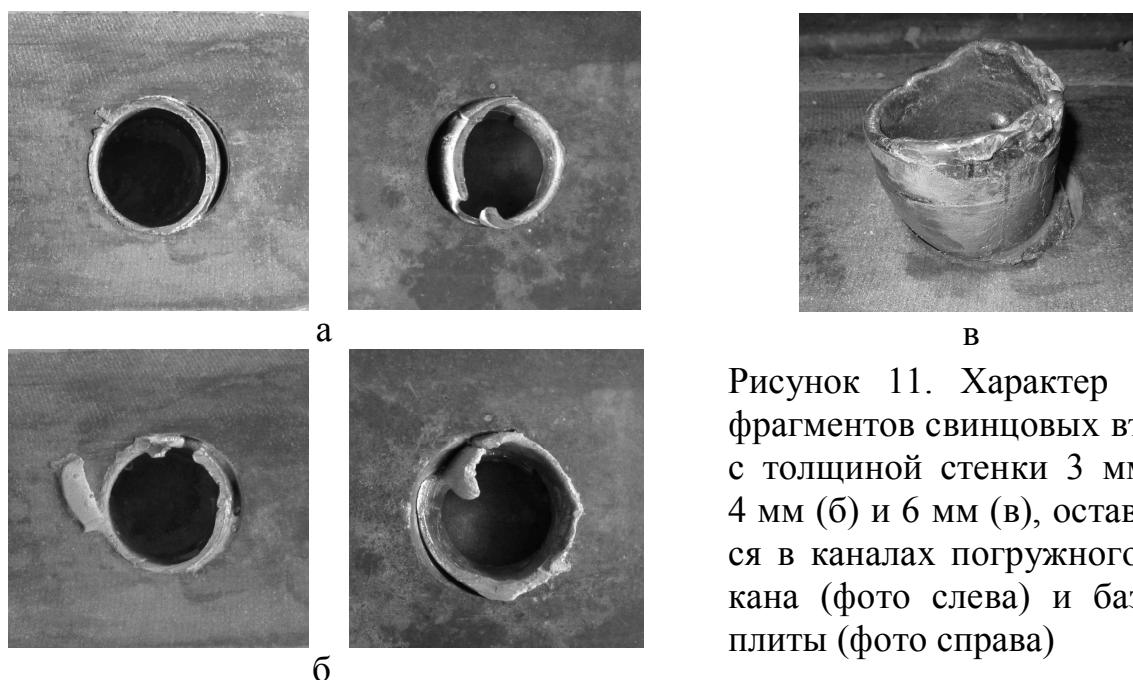 а
б
в
Рисунок 11. Характер
фрагментов свинцовых
с толщиной стенки 3
4 мм (б) и 6 мм (в),
ся в каналах погружного
кана (фото слева) и
плиты (фото справа)